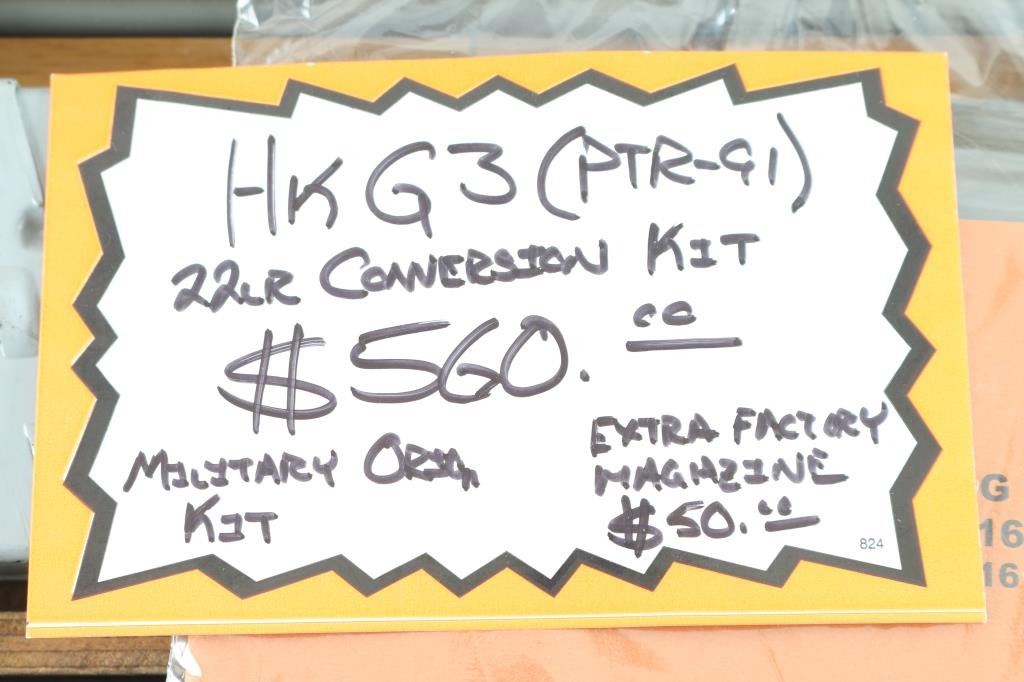 HK G3 (PTR-91)
22LR CONVERSION KIT
$560.00
MILITARY ORIG.
KIT
EXTRA FACTORY
MAGAZINE
$50.00
824
G
16
16